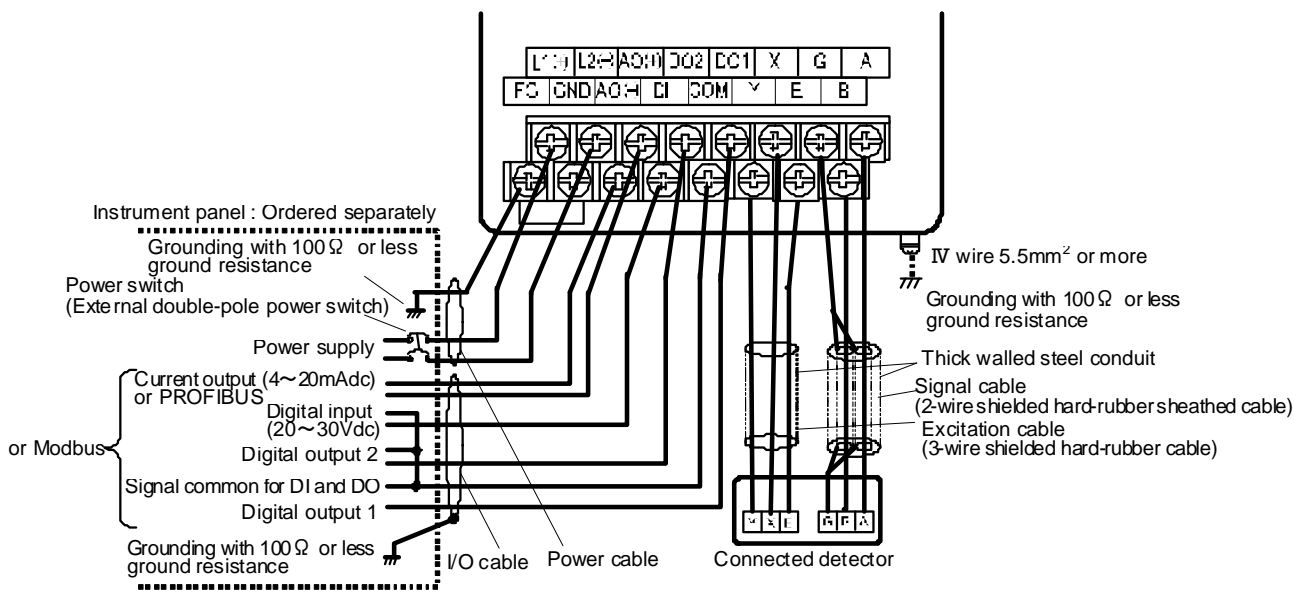 L2(-) AO(+) DO2 DO1 X G A
GND AO(-) DI COM Y E B
Instrument panel : Ordered separately
Grounding with 100Ω or less
ground resistance
Power switch
(External double-pole power switch)
Power supply
Current output (4～20mAdc)
or PROFIBUS
Digital input
(20～30Vdc)
or Modbus
Digital output 2
Signal common for DI and DO
Digital output 1
Grounding with 100Ω or less
ground resistance
I/O cable
Power cable
IV wire 5.5mm² or more
Grounding with 100Ω or less
ground resistance
Thick walled steel conduit
Signal cable
(2-wire shielded hard-rubber sheathed cable)
Excitation cable
(3-wire shielded hard-rubber cable)
Y X E G B A
Connected detector